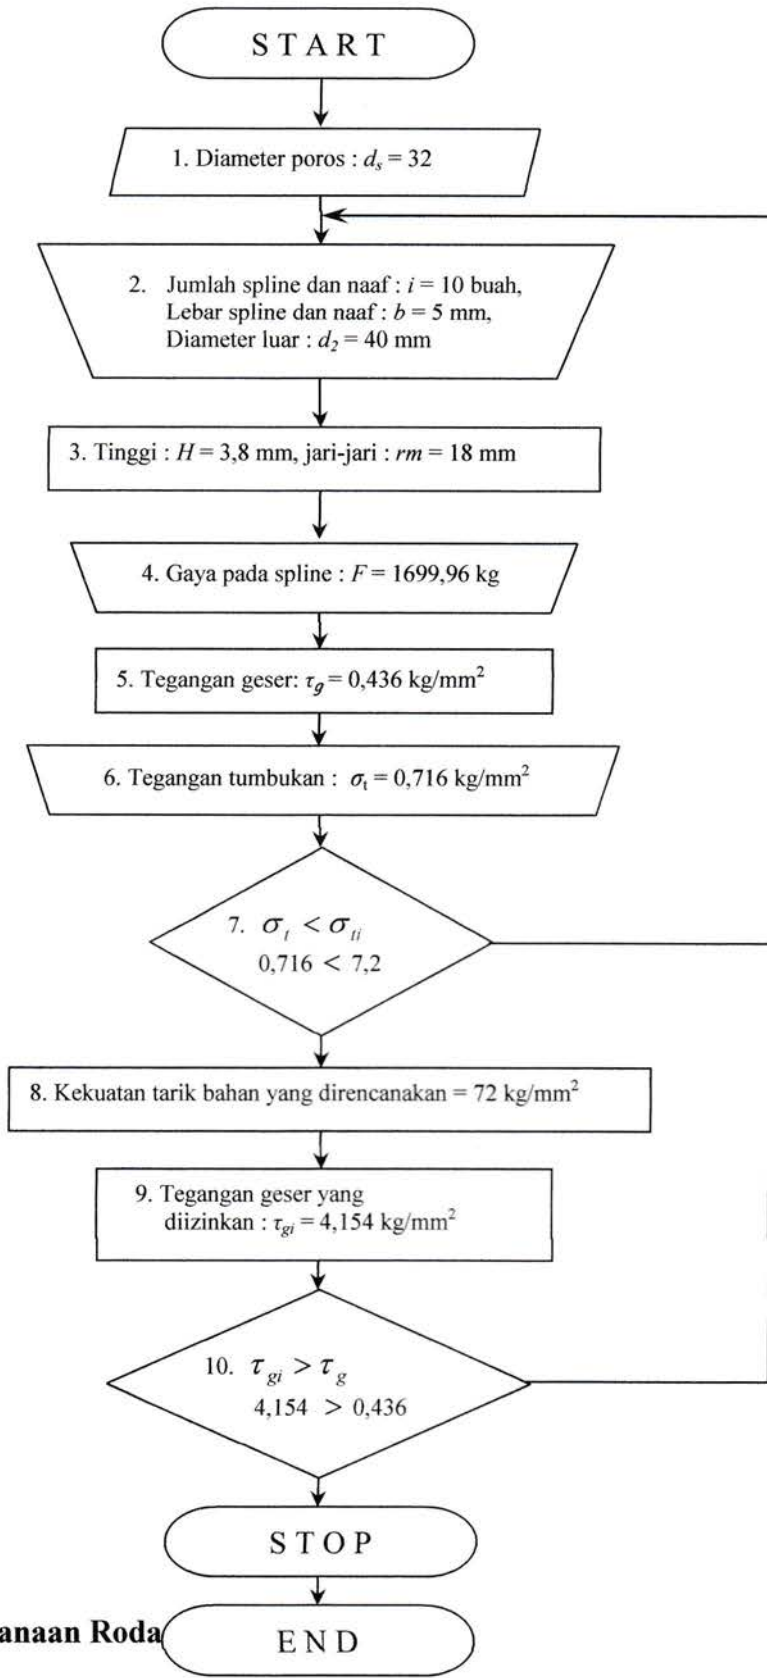 START
1. Diameter poros : ds = 32
2. Jumlah spline dan naaf : i = 10 buah,
Lebar spline dan naaf : b = 5 mm,
Diameter luar : d2 = 40 mm
3. Tinggi : H = 3,8 mm, jari-jari : rm = 18 mm
4. Gaya pada spline : F = 1699,96 kg
5. Tegangan geser: τg = 0,436 kg/mm²
6. Tegangan tumbukan : σt = 0,716 kg/mm²
7. σt < σti
0,716 < 7,2
8. Kekuatan tarik bahan yang direncanakan = 72 kg/mm²
9. Tegangan geser yang
diizinkan : τgi = 4,154 kg/mm²
10. τgi > τg
4,154 > 0,436
STOP
anaan Roda
END